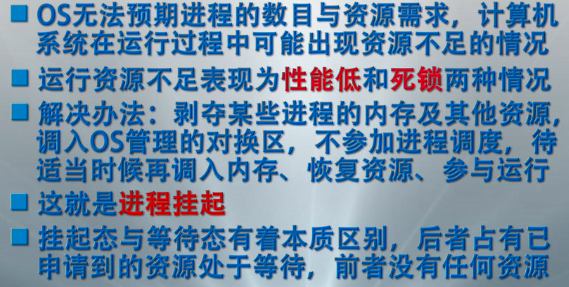 OS无法预期进程的数目与资源需求，计算机
系统在运行过程中可能出现资源不足的情况
运行资源不足表现为性能低和死锁两种情况
解决办法：剥夺某些进程的内存及其他资源，
调入OS管理的对换区，不参加进程调度，待
适当时候再调入内存、恢复资源、参与运行
这就是进程挂起
挂起态与等待态有着本质区别，后者占有已
申请到的资源处于等待，前者没有任何资源